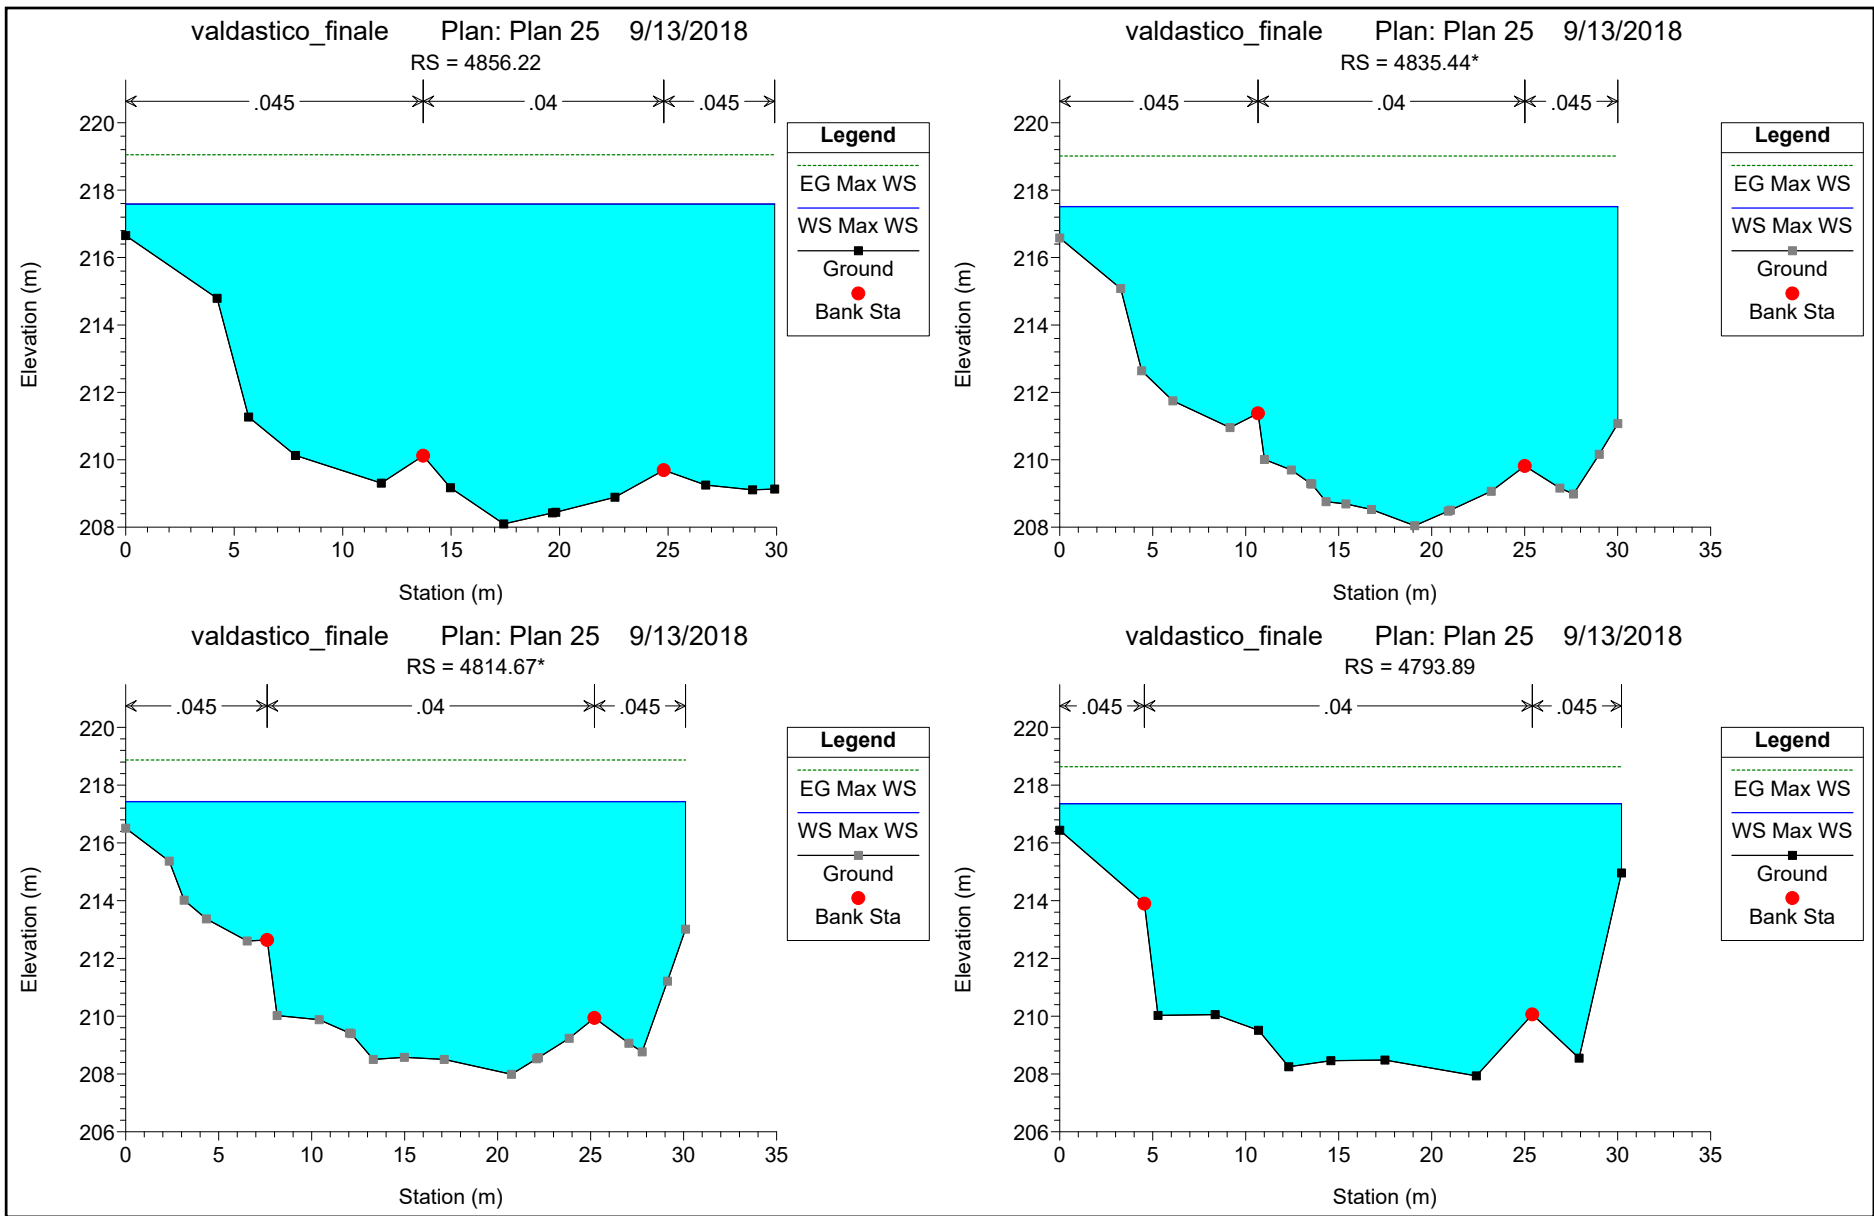 valdastico_finale Plan: Plan 25 9/13/2018
RS = 4856.22
.045 .04 .045
220
218
216
214
212
210
208
0 5 10 15 20 25 30
Station (m)
Elevation (m)
Legend
EG Max WS
WS Max WS
Ground
Bank Sta
valdastico_finale Plan: Plan 25 9/13/2018
RS = 4835.44*
.045 .04 .045
220
218
216
214
212
210
208
0 5 10 15 20 25 30 35
Station (m)
Elevation (m)
Legend
EG Max WS
WS Max WS
Ground
Bank Sta
valdastico_finale Plan: Plan 25 9/13/2018
RS = 4814.67*
.045 .04 .045
220
218
216
214
212
210
208
206
0 5 10 15 20 25 30 35
Station (m)
Elevation (m)
Legend
EG Max WS
WS Max WS
Ground
Bank Sta
valdastico_finale Plan: Plan 25 9/13/2018
RS = 4793.89
.045 .04 .045
220
218
216
214
212
210
208
206
0 5 10 15 20 25 30 35
Station (m)
Elevation (m)
Legend
EG Max WS
WS Max WS
Ground
Bank Sta